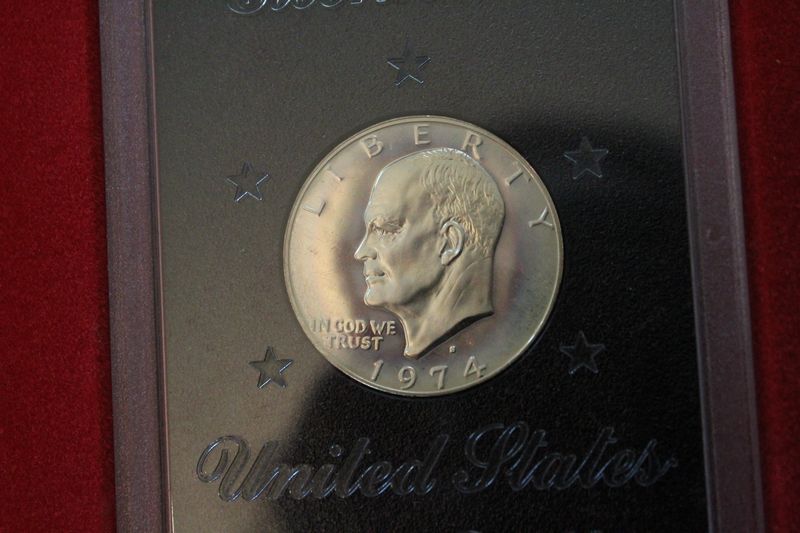 LIBERTY
IN GOD WE
TRUST
S
1974
United States